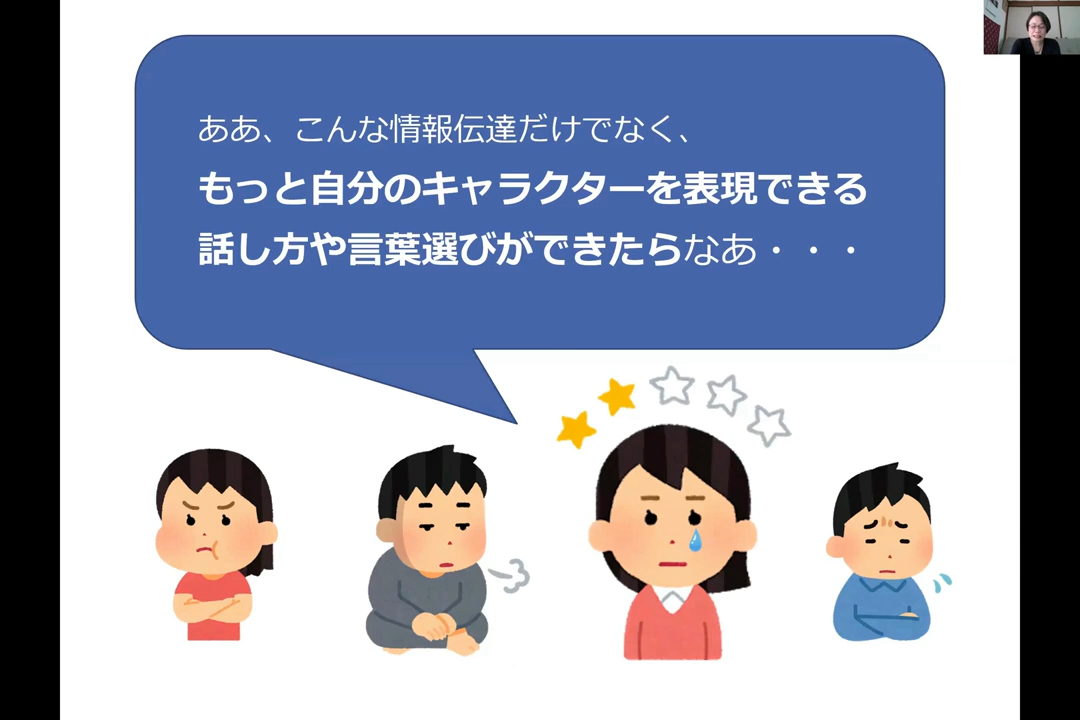 ああ、こんな情報伝達だけでなく、
もっと自分のキャラクターを表現できる
話し方や言葉選びができたらなあ・・・